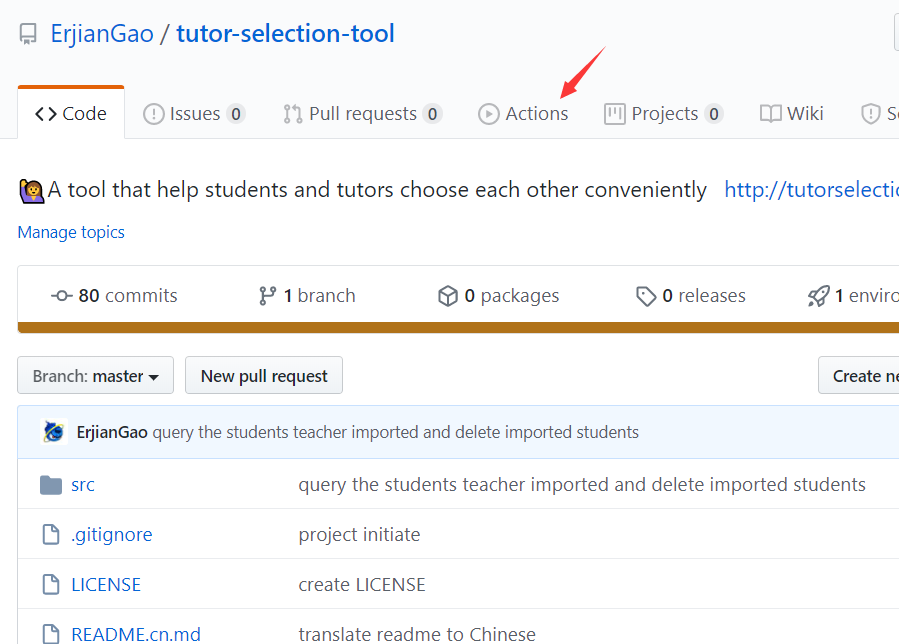 ErjianGao / tutor-selection-tool
Code Issues 0 Pull requests 0 Actions Projects 0 Wiki
A tool that help students and tutors choose each other conveniently http://tutorselecti
Manage topics
80 commits 1 branch 0 packages 0 releases 1 enviro
Branch: master New pull request Create ne
ErjianGao query the students teacher imported and delete imported students
src query the students teacher imported and delete imported students
.gitignore project initiate
LICENSE create LICENSE
README.cn.md translate readme to Chinese